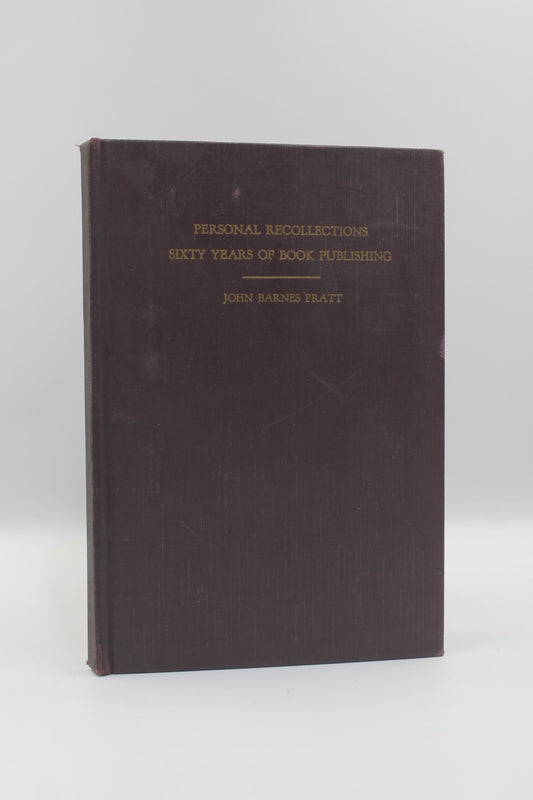 PERSONAL RECOLLECTIONS
SIXTY YEARS OF BOOK PUBLISHING
JOHN BARNES PRATT